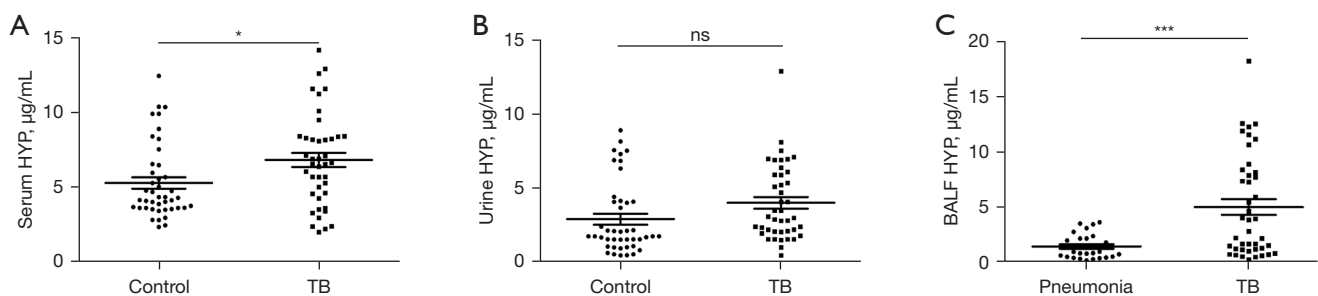 A
Serum HYP, µg/mL
15
10
5
0
*
Control
TB
B
Urine HYP, µg/mL
15
10
5
0
ns
Control
TB
C
BALF HYP, µg/mL
20
15
10
5
0
***
Pneumonia
TB